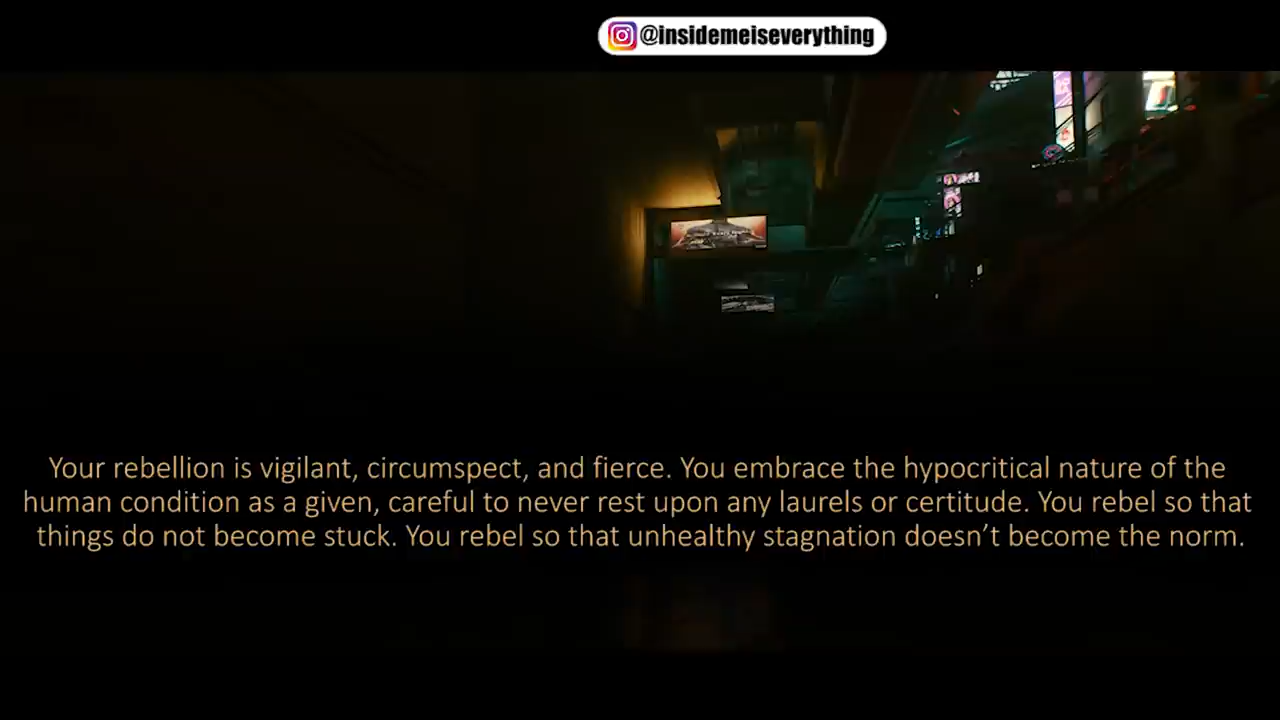 @insidemeiseverything
Your rebellion is vigilant, circumspect, and fierce. You embrace the hypocritical nature of the
human condition as a given, careful to never rest upon any laurels or certitude. You rebel so that
things do not become stuck. You rebel so that unhealthy stagnation doesn’t become the norm.